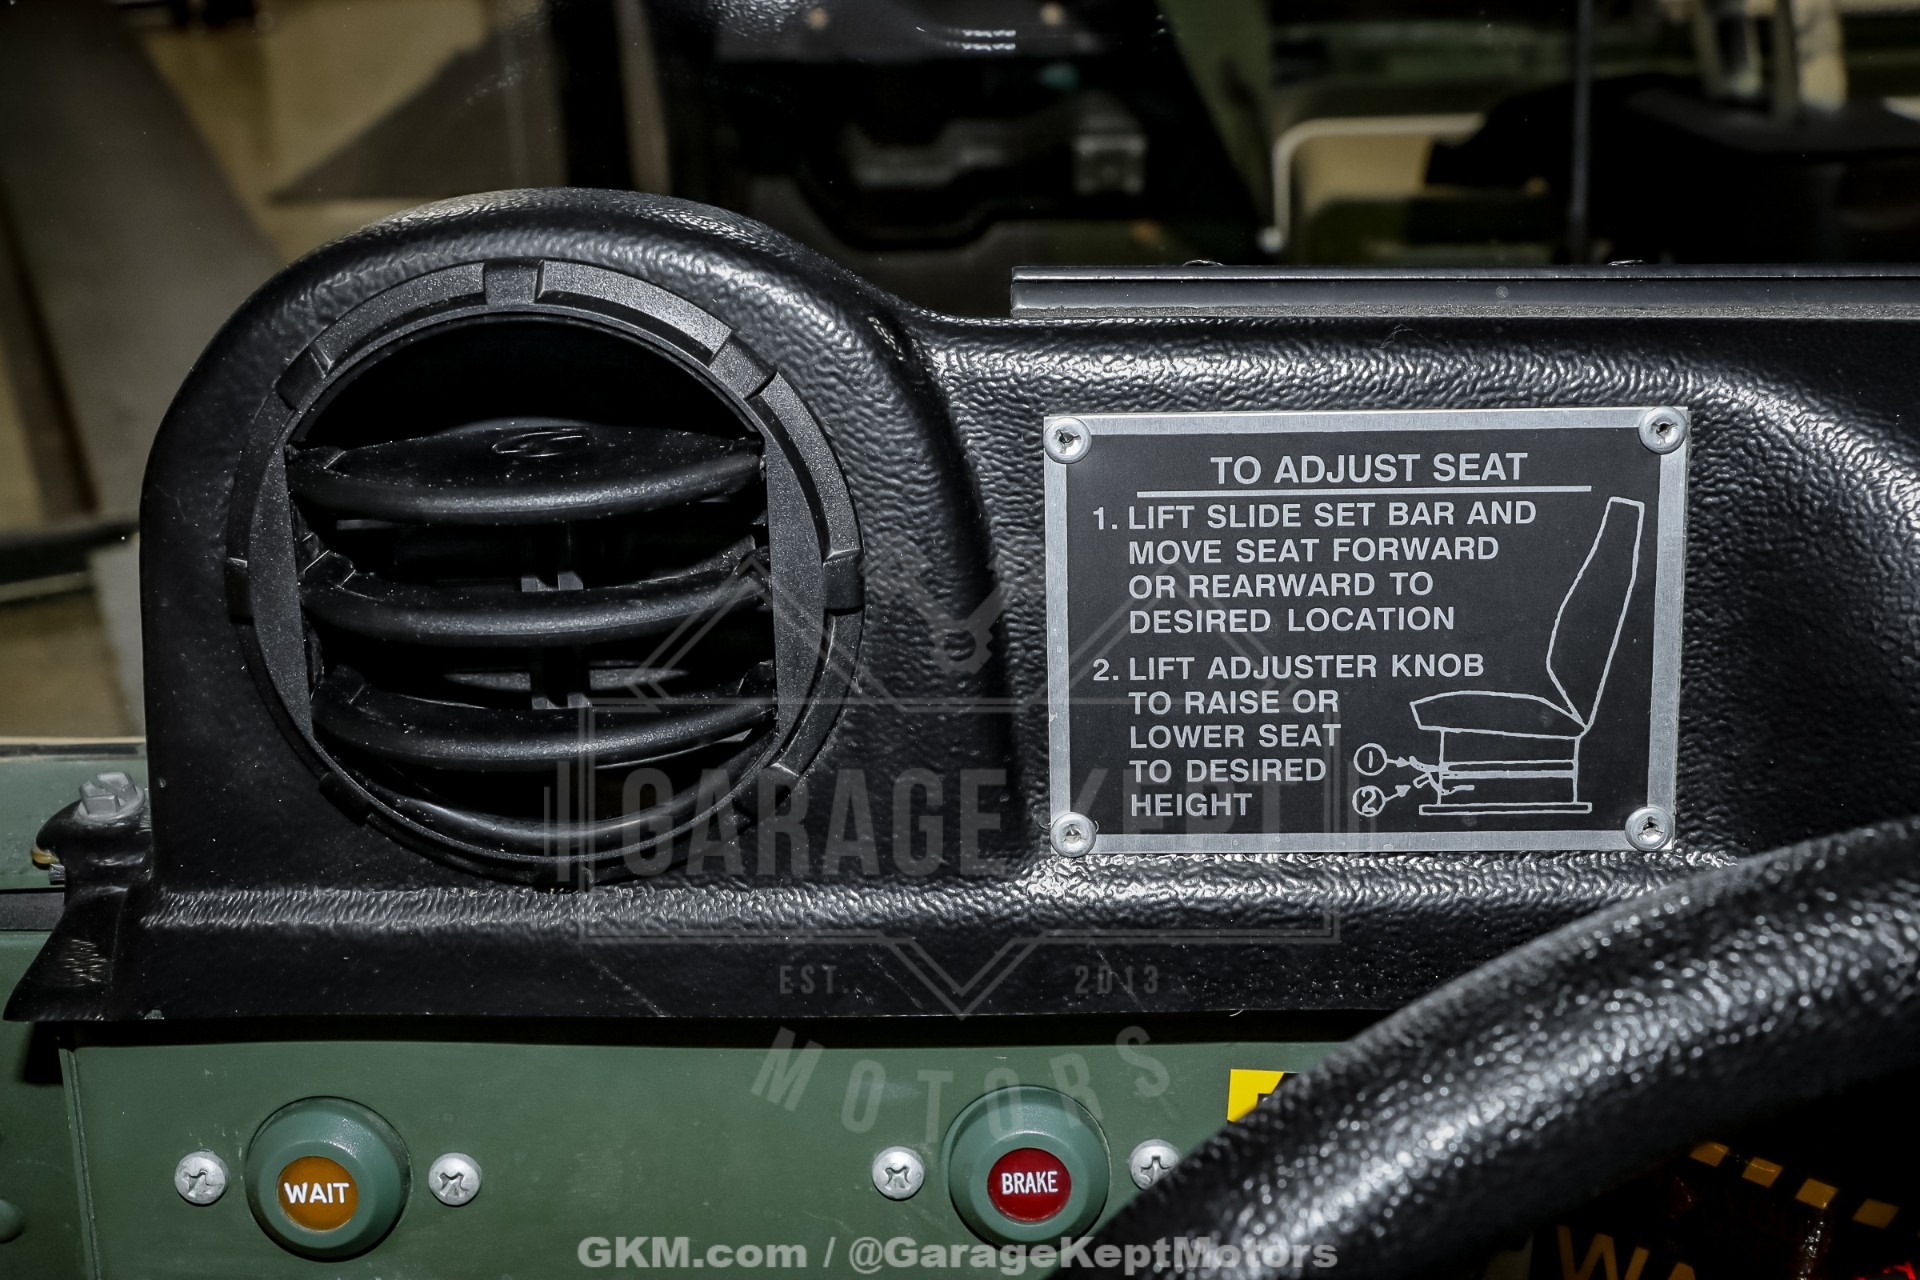 TO ADJUST SEAT
1. LIFT SLIDE SET BAR AND
MOVE SEAT FORWARD
OR REARWARD TO
DESIRED LOCATION
2. LIFT ADJUSTER KNOB
TO RAISE OR
LOWER SEAT
TO DESIRED
HEIGHT
1
2
GARAGE KEPT
EST. 2013
MOTORS
WAIT
BRAKE
GKM.com / @GarageKeptMotors